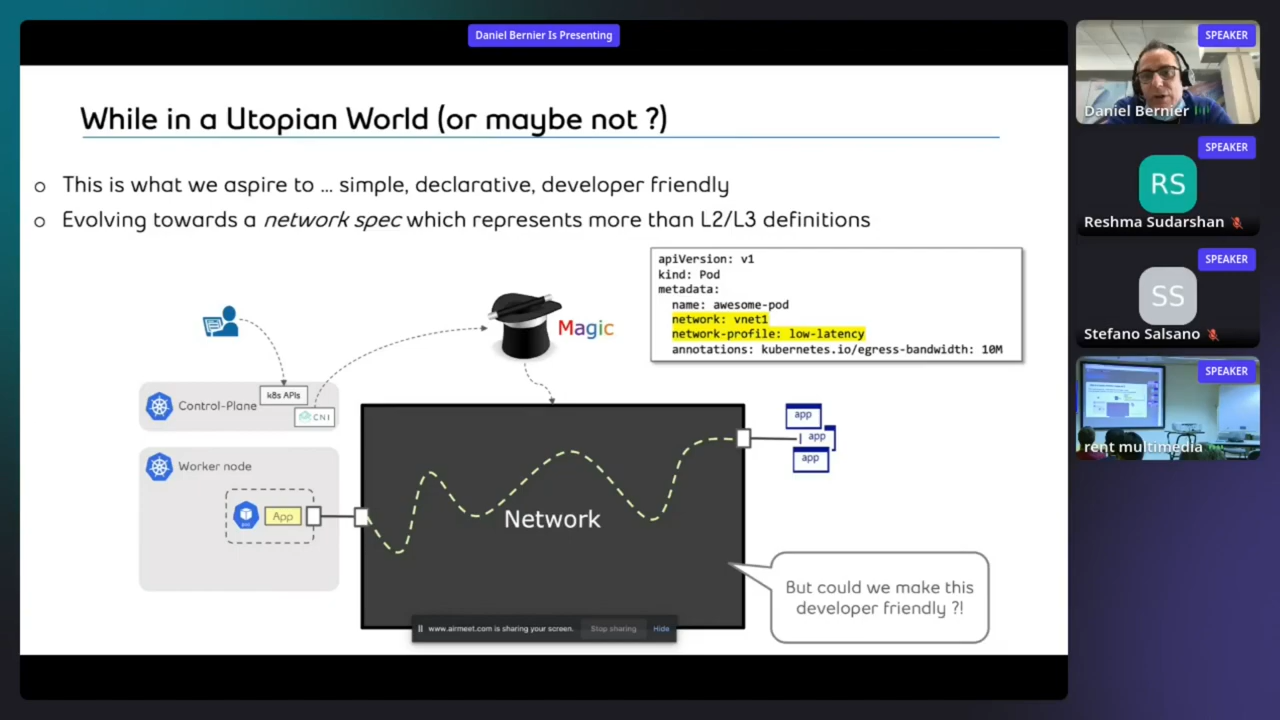 Daniel Bernier Is Presenting
While in a Utopian World (or maybe not ?)
This is what we aspire to ... simple, declarative, developer friendly
Evolving towards a network spec which represents more than L2/L3 definitions
apiVersion: v1
kind: Pod
metadata:
name: awesome-pod
network: vnet1
network-profile: low-latency
annotations: kubernetes.io/egress-bandwidth: 10M
Magic
k8s APIs
Control-Plane
CNI
Worker node
pod
App
Network
app
app
app
But could we make this
developer friendly ?!
www.airmeet.com is sharing your screen.
Stop sharing
Hide
SPEAKER
Daniel Bernier
SPEAKER
RS
Reshma Sudarshan
SPEAKER
SS
Stefano Salsano
SPEAKER
rent multimedia